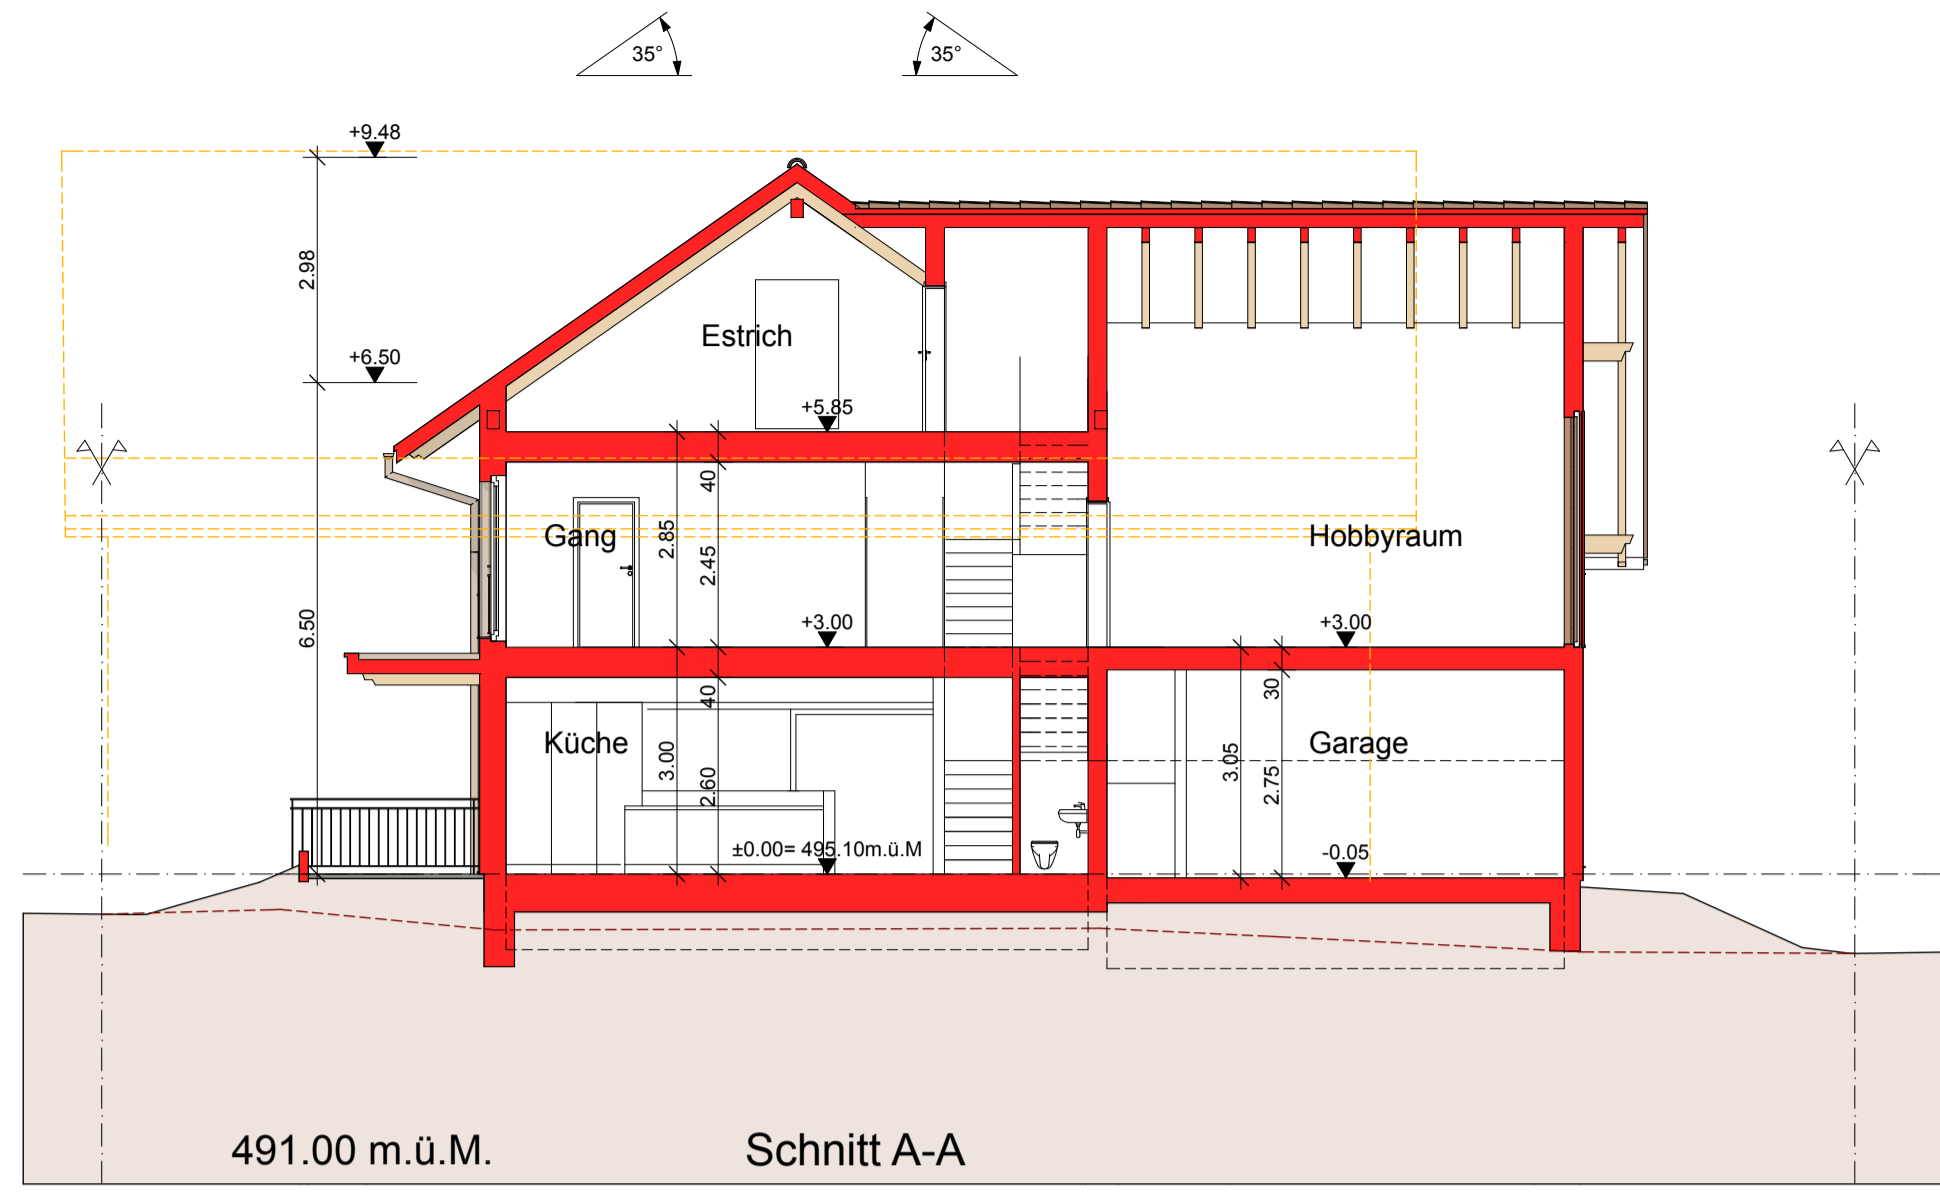 35°
35°
+9.48
2.98
Estrich
+6.50
+5.85
40
Gang
2.85
2.45
Hobbyraum
6.50
+3.00
+3.00
40
30
Küche
3.00
2.60
3.05
2.75
Garage
±0.00= 495.10m.ü.M
-0.05
491.00 m.ü.M.
Schnitt A-A